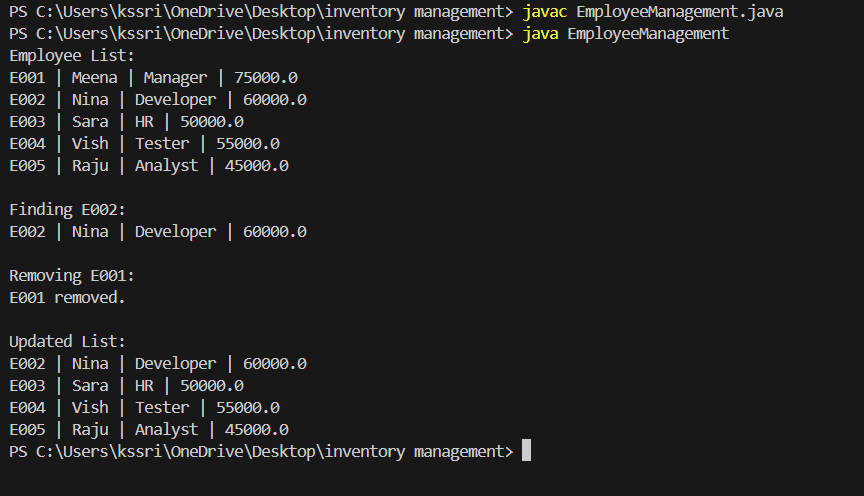 PS C:\Users\kssri\OneDrive\Desktop\inventory management> javac EmployeeManagement.java
PS C:\Users\kssri\OneDrive\Desktop\inventory management> java EmployeeManagement
Employee List:
E001 | Meena | Manager | 75000.0
E002 | Nina | Developer | 60000.0
E003 | Sara | HR | 50000.0
E004 | Vish | Tester | 55000.0
E005 | Raju | Analyst | 45000.0

Finding E002:
E002 | Nina | Developer | 60000.0

Removing E001:
E001 removed.

Updated List:
E002 | Nina | Developer | 60000.0
E003 | Sara | HR | 50000.0
E004 | Vish | Tester | 55000.0
E005 | Raju | Analyst | 45000.0
PS C:\Users\kssri\OneDrive\Desktop\inventory management>